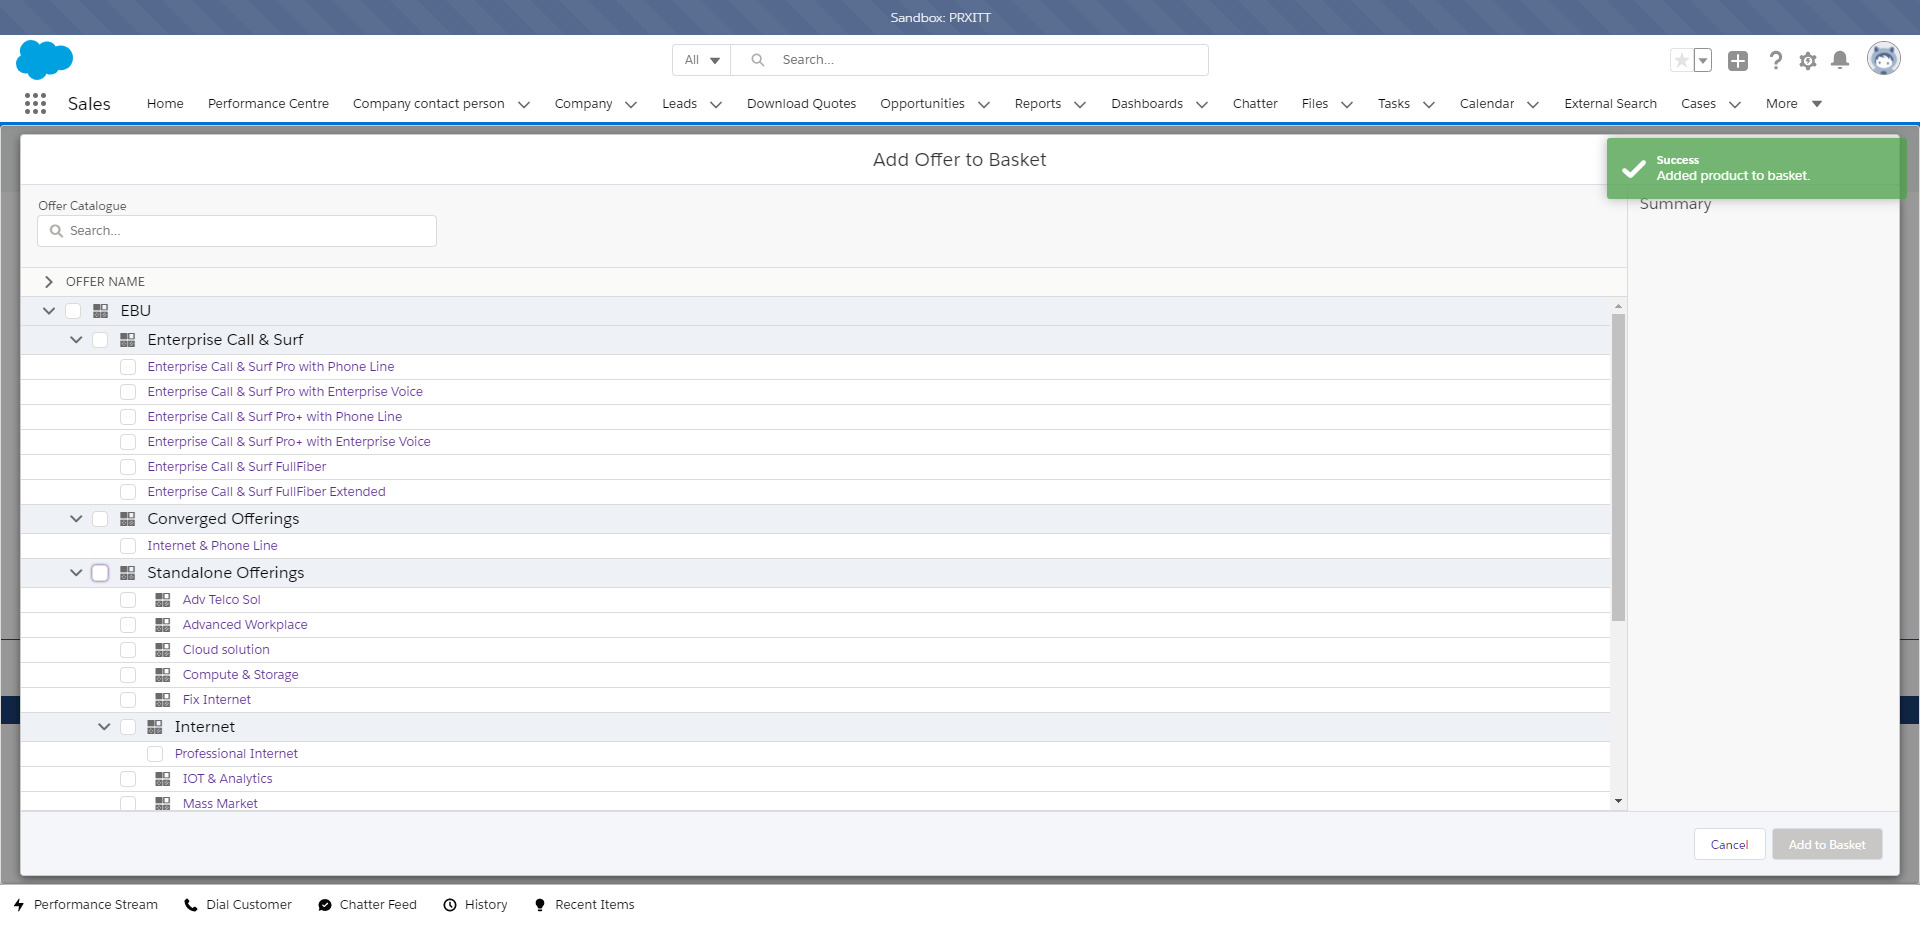 Sandbox: PRXITT
All
Search...
Sales
Home
Performance Centre
Company contact person
Company
Leads
Download Quotes
Opportunities
Reports
Dashboards
Chatter
Files
Tasks
Calendar
External Search
Cases
More
Add Offer to Basket
Success
Added product to basket.
Offer Catalogue
Search...
Summary
OFFER NAME
EBU
Enterprise Call & Surf
Enterprise Call & Surf Pro with Phone Line
Enterprise Call & Surf Pro with Enterprise Voice
Enterprise Call & Surf Pro+ with Phone Line
Enterprise Call & Surf Pro+ with Enterprise Voice
Enterprise Call & Surf FullFiber
Enterprise Call & Surf FullFiber Extended
Converged Offerings
Internet & Phone Line
Standalone Offerings
Adv Telco Sol
Advanced Workplace
Cloud solution
Compute & Storage
Fix Internet
Internet
Professional Internet
IOT & Analytics
Mass Market
Cancel
Add to Basket
Performance Stream
Dial Customer
Chatter Feed
History
Recent Items